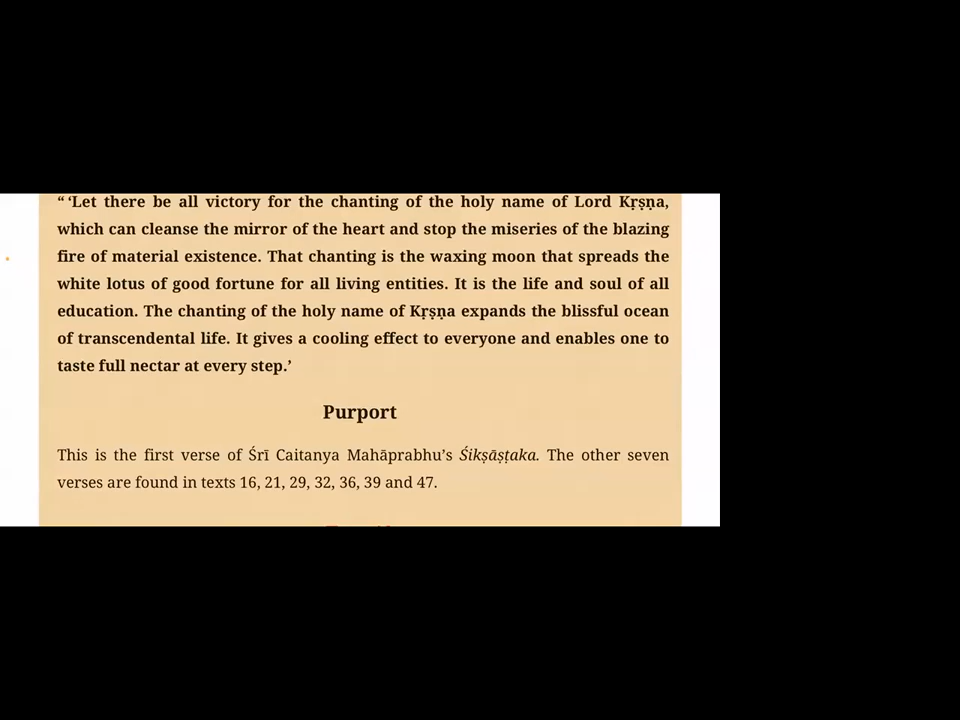 “ ‘Let there be all victory for the chanting of the holy name of Lord Kṛṣṇa,
which can cleanse the mirror of the heart and stop the miseries of the blazing
fire of material existence. That chanting is the waxing moon that spreads the
white lotus of good fortune for all living entities. It is the life and soul of all
education. The chanting of the holy name of Kṛṣṇa expands the blissful ocean
of transcendental life. It gives a cooling effect to everyone and enables one to
taste full nectar at every step.’
Purport
This is the first verse of Śrī Caitanya Mahāprabhu’s Śikṣāṣṭaka. The other seven
verses are found in texts 16, 21, 29, 32, 36, 39 and 47.